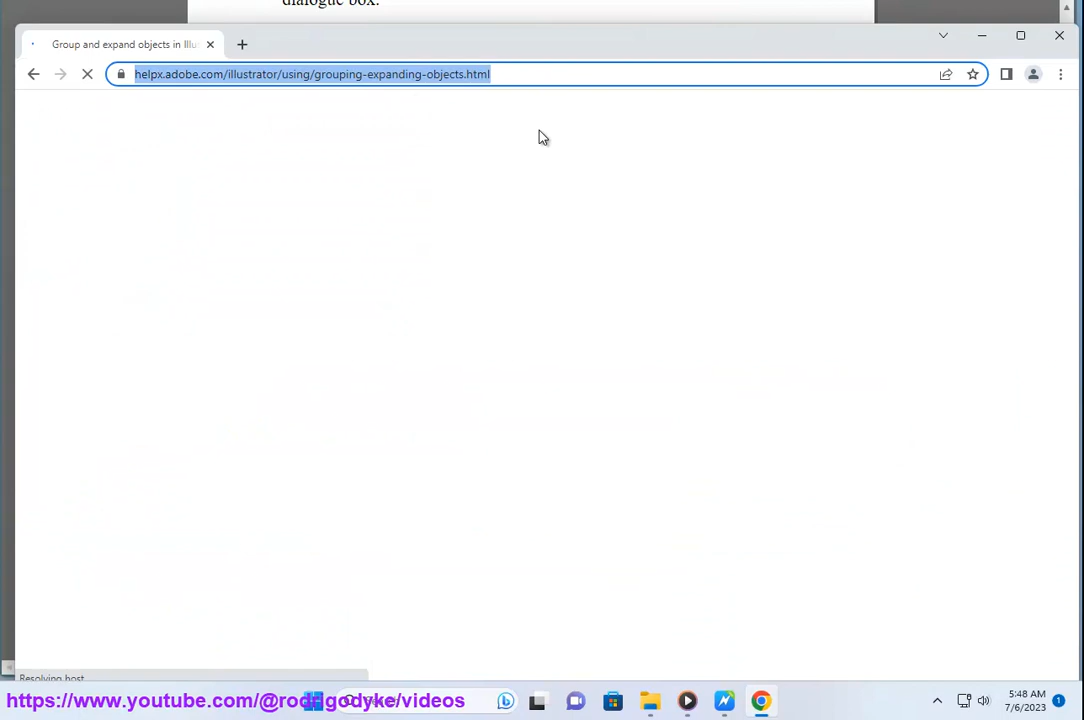 dialogue box.
Group and expand objects in Illu
helpx.adobe.com/illustrator/using/grouping-expanding-objects.html
Resolving host
https://www.youtube.com/@rodrigodyke/videos
5:48 AM
7/6/2023
1